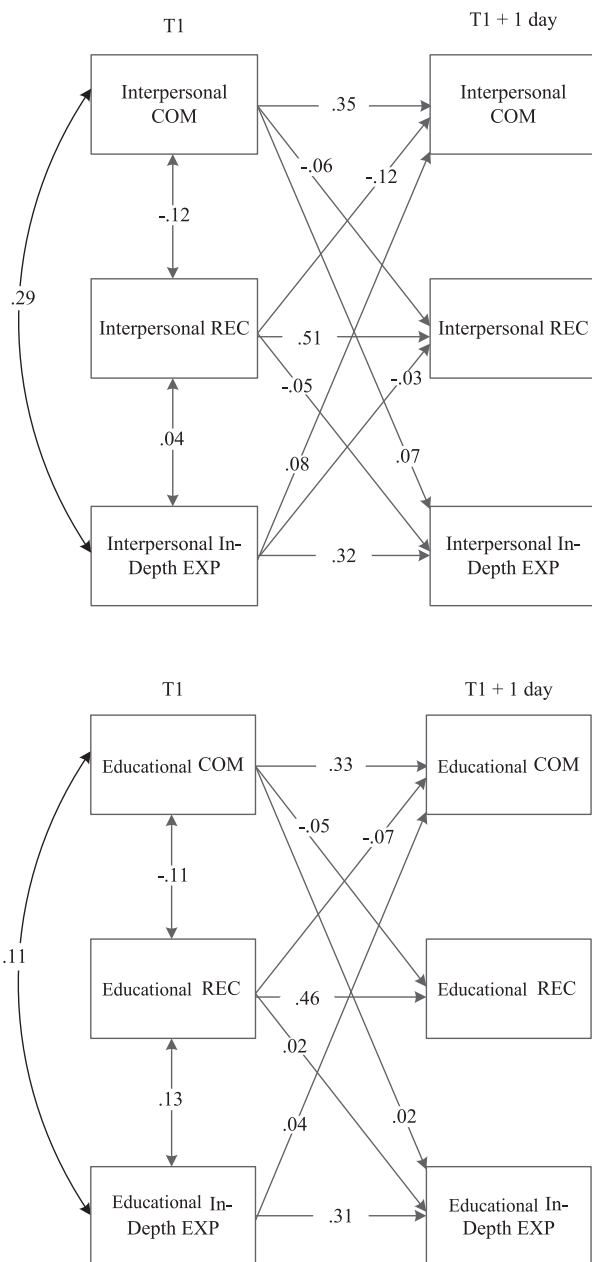 T1
T1 + 1 day
Interpersonal
COM
.35
Interpersonal
COM
-.06
-.12
-.12
.29
Interpersonal REC
.51
Interpersonal REC
-.05
-.03
.04
.08
.07
Interpersonal In-
Depth EXP
.32
Interpersonal In-
Depth EXP
T1
T1 + 1 day
Educational COM
.33
Educational COM
-.05
-.07
-.11
.11
Educational REC
.46
Educational REC
.02
.13
.04
.02
Educational In-
Depth EXP
.31
Educational In-
Depth EXP